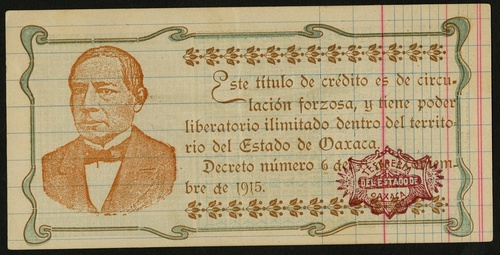 Este título de crédito es de circu-
lación forzosa, y tiene poder
liberatorio ilimitado dentro del territo-
rio del Estado de Oaxaca.
Decreto número 6 de
bre de 1915.
DEL ESTADO DE
OAXACA